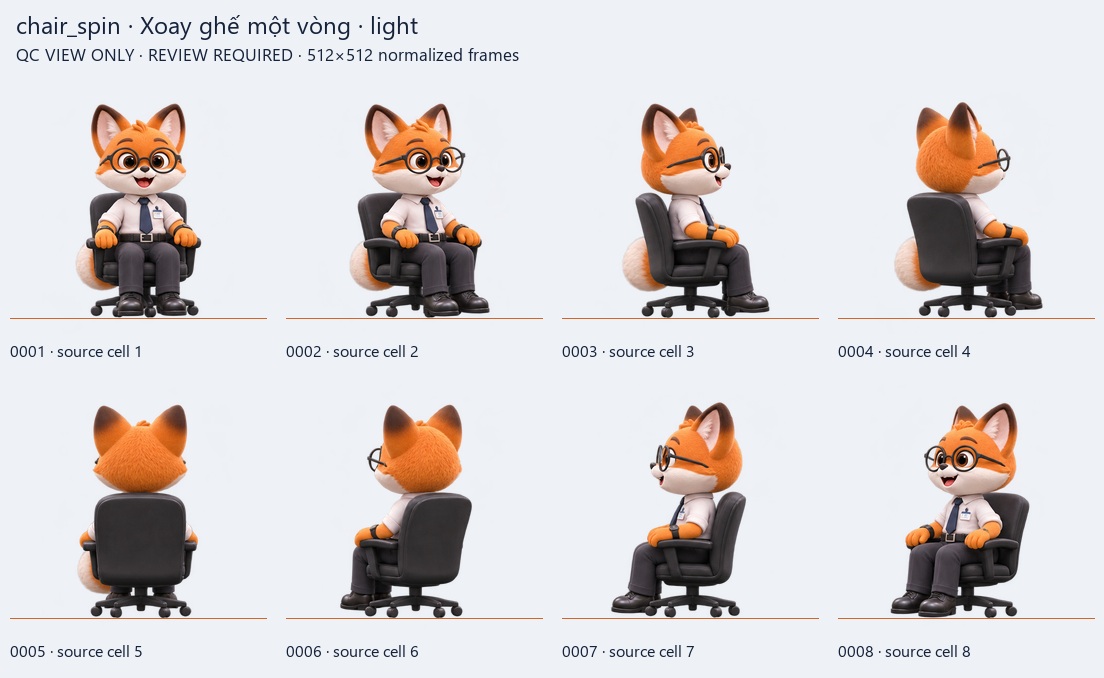 chair_spin · Xoay ghế một vòng · light
QC VIEW ONLY · REVIEW REQUIRED · 512×512 normalized frames
0001 · source cell 1
0002 · source cell 2
0003 · source cell 3
0004 · source cell 4
0005 · source cell 5
0006 · source cell 6
0007 · source cell 7
0008 · source cell 8